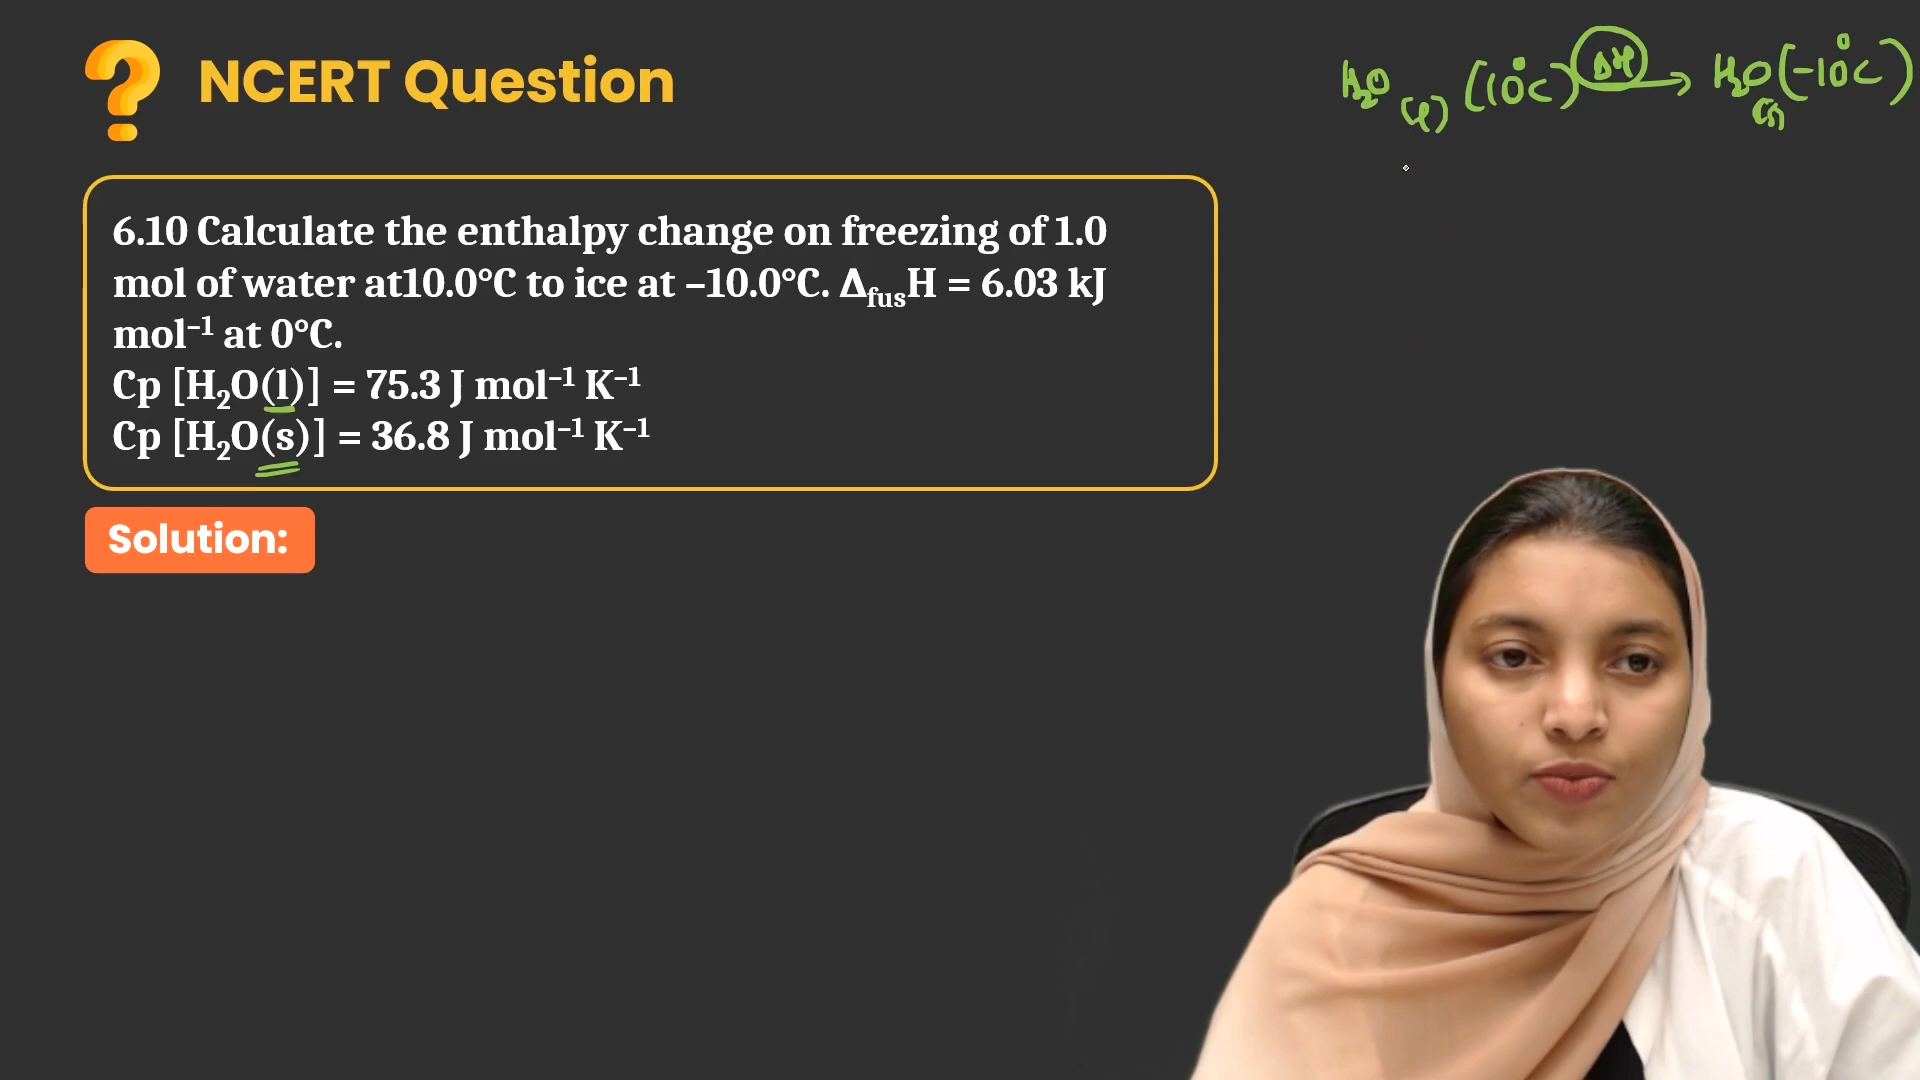 NCERT Question
H₂O(l) (10°C) ΔH → H₂O(s) (-10°C)
6.10 Calculate the enthalpy change on freezing of 1.0
mol of water at10.0°C to ice at –10.0°C. ΔfusH = 6.03 kJ
mol⁻¹ at 0°C.
Cp [H₂O(l)] = 75.3 J mol⁻¹ K⁻¹
Cp [H₂O(s)] = 36.8 J mol⁻¹ K⁻¹
Solution: